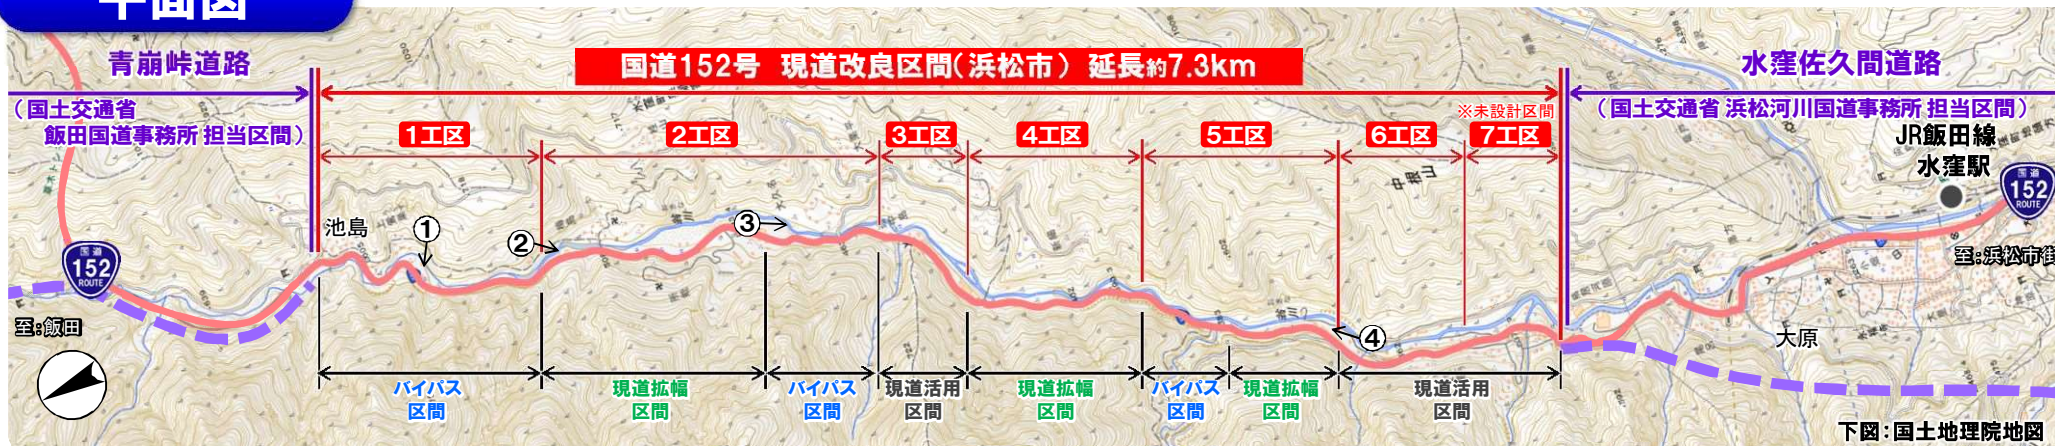 平面図
青崩峠道路
国道152号 現道改良区間(浜松市) 延長約7.3km
水窪佐久間道路
(国土交通省
飯田国道事務所 担当区間)
※未設計区間
(国土交通省 浜松河川国道事務所 担当区間)
1工区
2工区
3工区
4工区
5工区
6工区
7工区
JR飯田線
水窪駅
中根山
国道
152
ROUTE
池島
①
②
③
④
国道
152
ROUTE
至:浜松市街
至:飯田
大原
バイパス
区間
現道拡幅
区間
バイパス
区間
現道活用
区間
現道拡幅
区間
バイパス
区間
現道拡幅
区間
現道活用
区間
下図:国土地理院地図